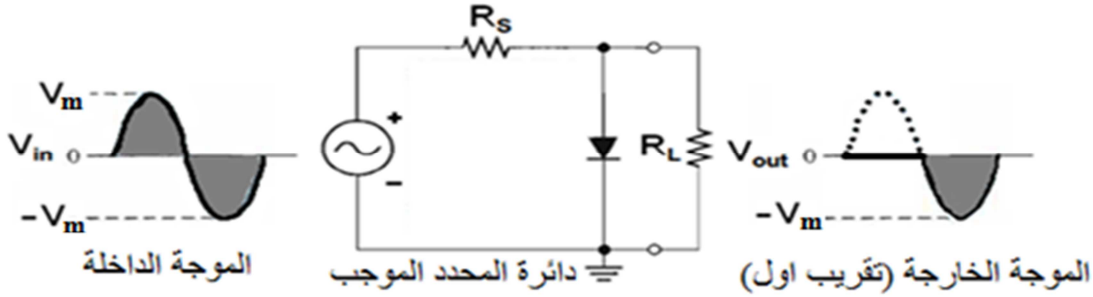 Vm
Vin 0
-Vm
الموجة الداخلة
RS
+
-
RL
دائرة المحدد الموجب
Vout 0
-Vm
الموجة الخارجة (تقريب اول)